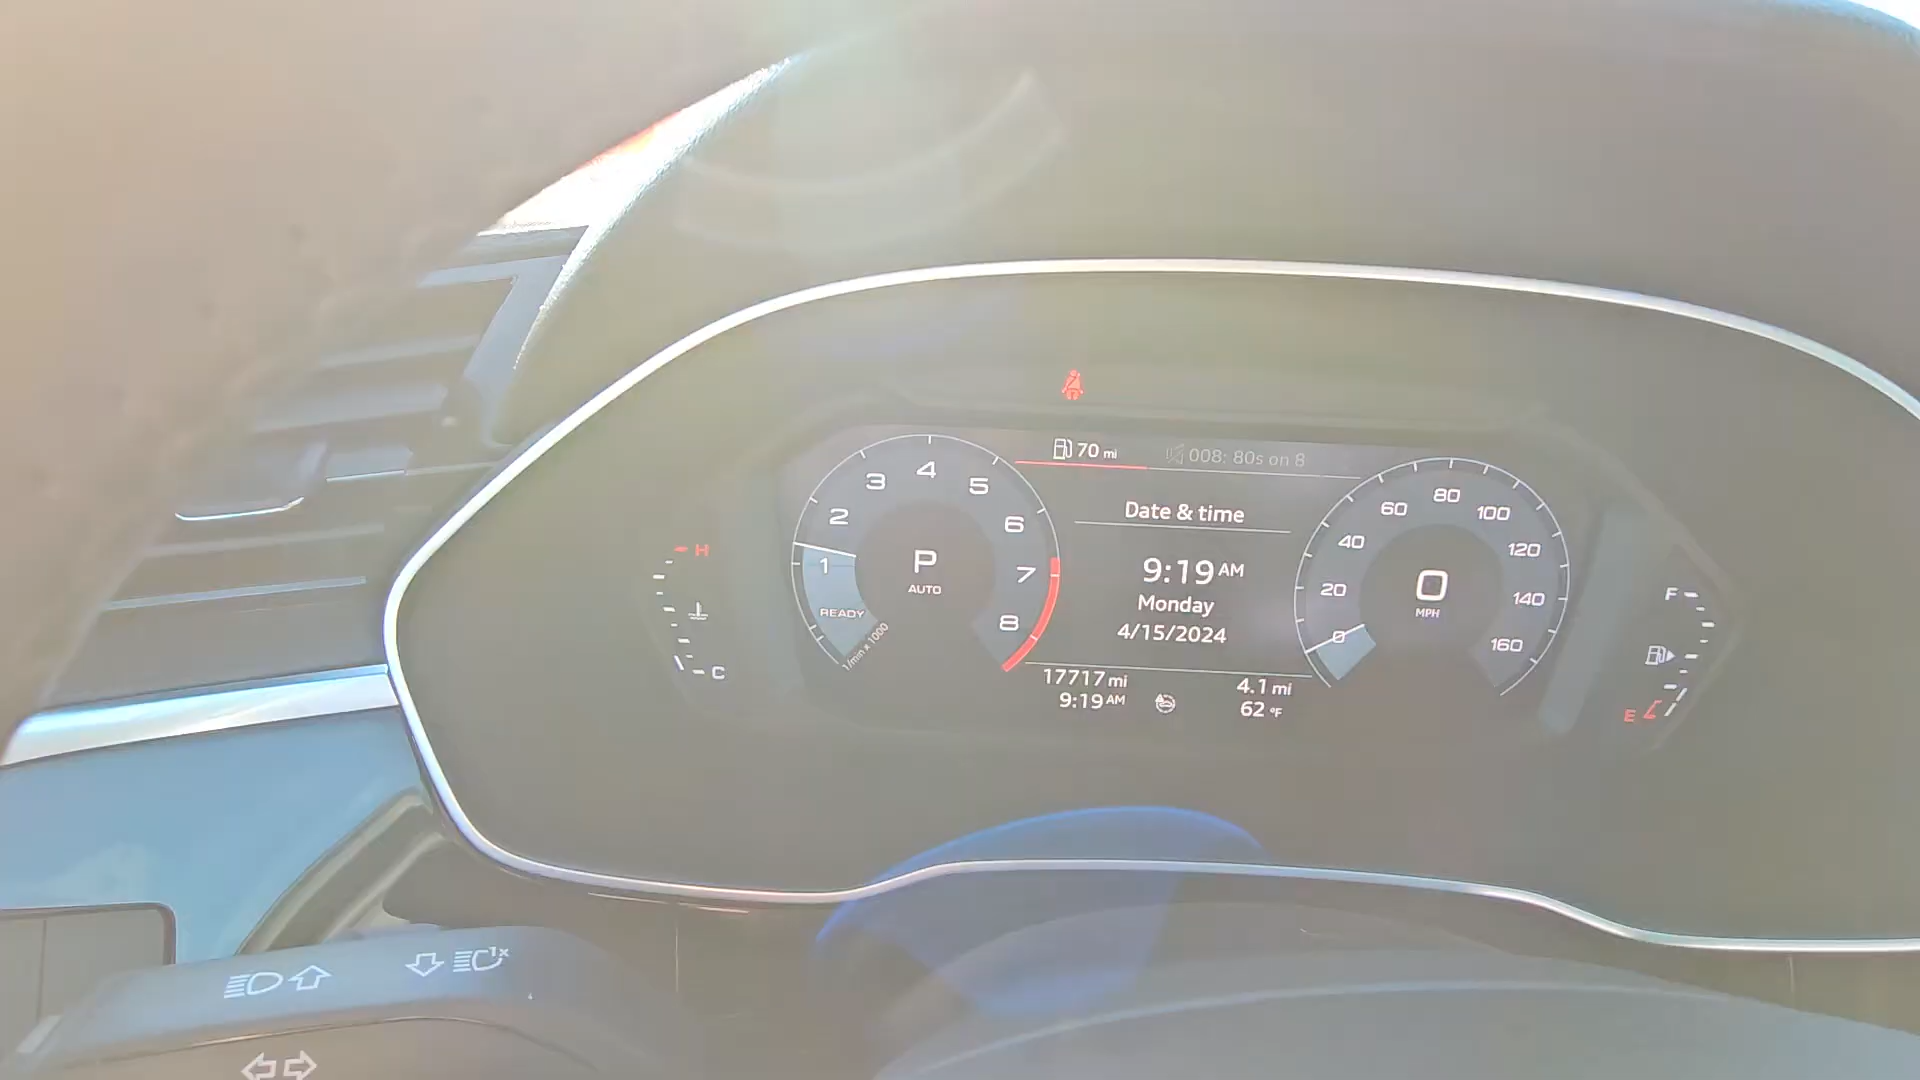 70 mi
008: 80s on 8
Date & time
9:19 AM
Monday
4/15/2024
17717 mi
4.1 mi
9:19 AM
62 °F
1
2
3
4
5
6
7
8
P
AUTO
READY
1/min x 1000
0
20
40
60
80
100
120
140
160
0
MPH
H
C
F
E
1x